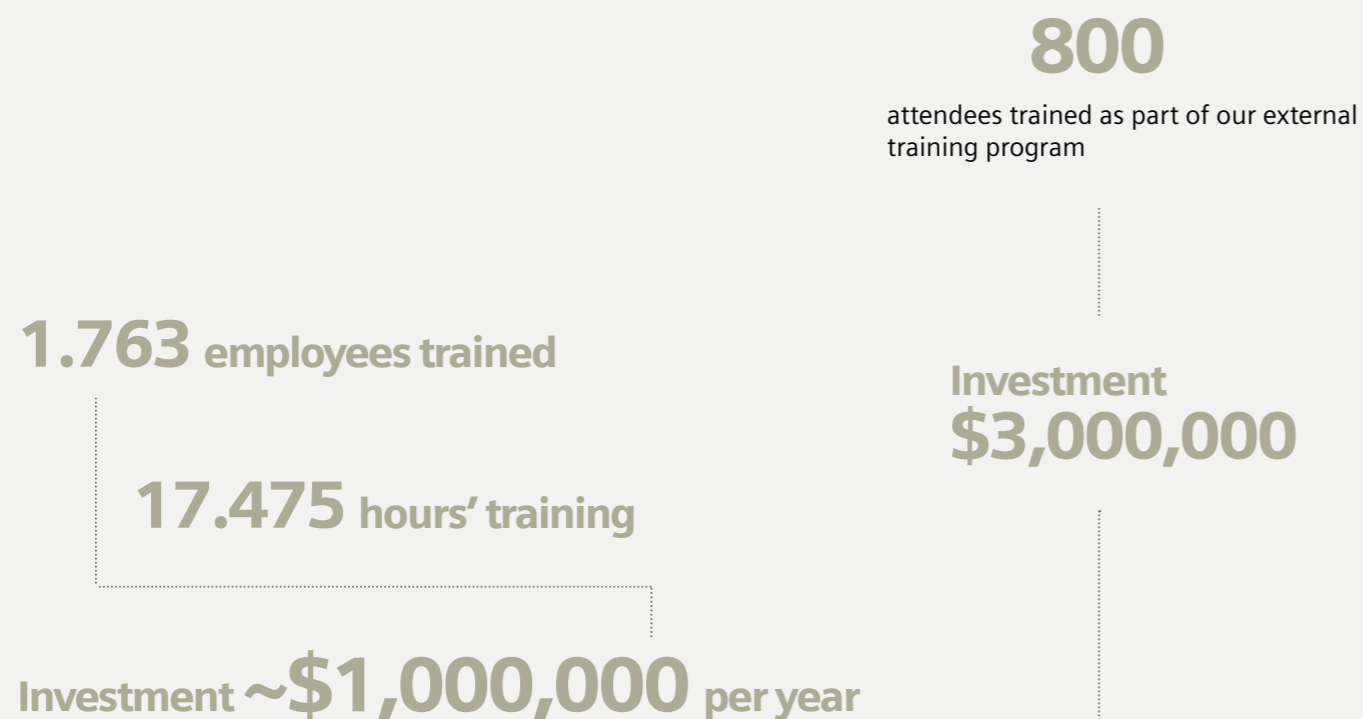 800
attendees trained as part of our external
training program
1.763 employees trained
Investment
$3,000,000
17.475 hours’ training
Investment ~$1,000,000 per year